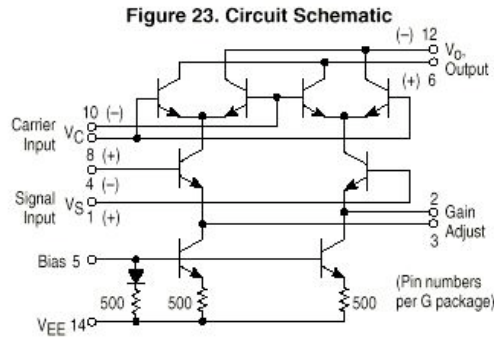 Figure 23. Circuit Schematic
(–) 12
Vo,
Output
(+) 6
10 (–)
Carrier
Input
VC
8 (+)
4 (–)
Signal
Input
VS
1 (+)
2
Gain
Adjust
3
Bias 5
500
500
500
(Pin numbers
per G package)
VEE 14